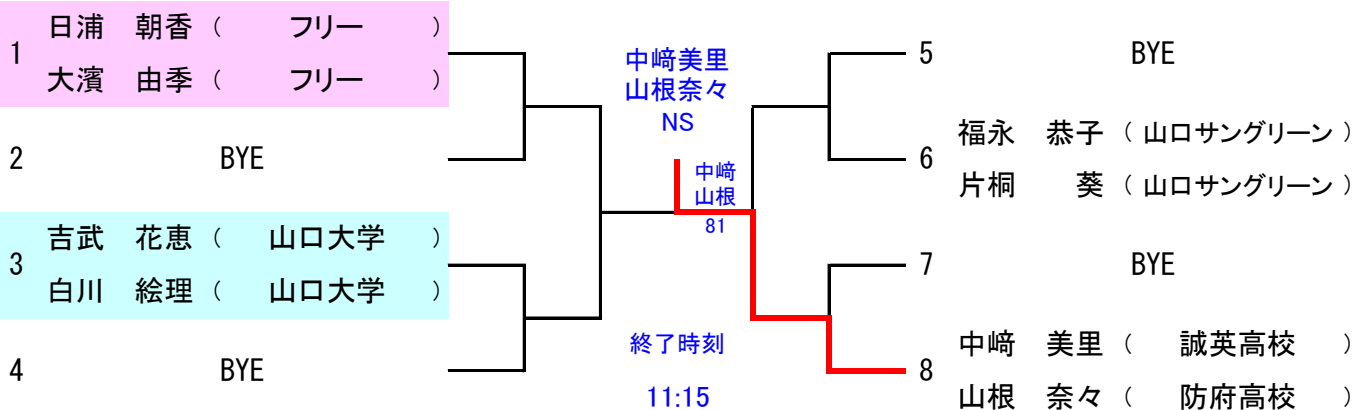 1 日浦 朝香 ( フリー )
大濱 由季 ( フリー )
2 BYE
3 吉武 花恵 ( 山口大学 )
白川 絵理 ( 山口大学 )
4 BYE
中﨑美里
山根奈々
NS
中﨑
山根
81
終了時刻
11:15
5 BYE
6 福永 恭子 ( 山口サングリーン )
片桐 葵 ( 山口サングリーン )
7 BYE
8 中﨑 美里 ( 誠英高校 )
山根 奈々 ( 防府高校 )